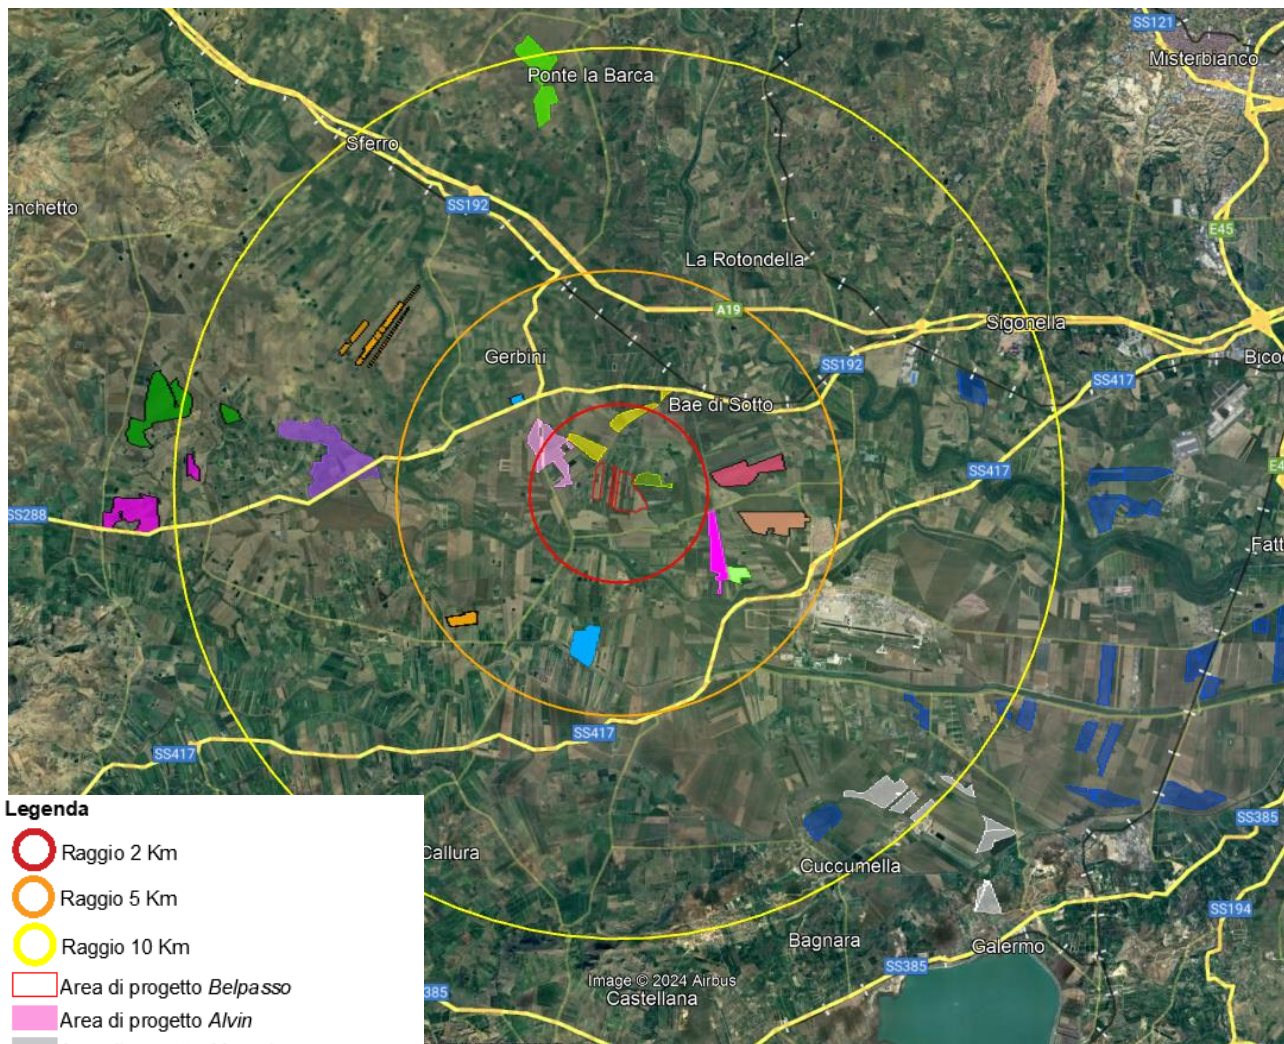 SS121
Misterbianco
Ponte la Barca
Sferro
anchetto
SS192
E45
La Rotondella
A19
Sigonella
Gerbini
SS192
Bico
SS417
Bae di Sotto
SS417
E4
SS288
Fatt
SS417
SS417
Legenda
Raggio 2 Km
Raggio 5 Km
Raggio 10 Km
Area di progetto Belpasso
Area di progetto Alvin
Callura
Cuccumella
SS385
SS194
Bagnara
Galermo
SS385
Image © 2024 Airbus
Castellana
385